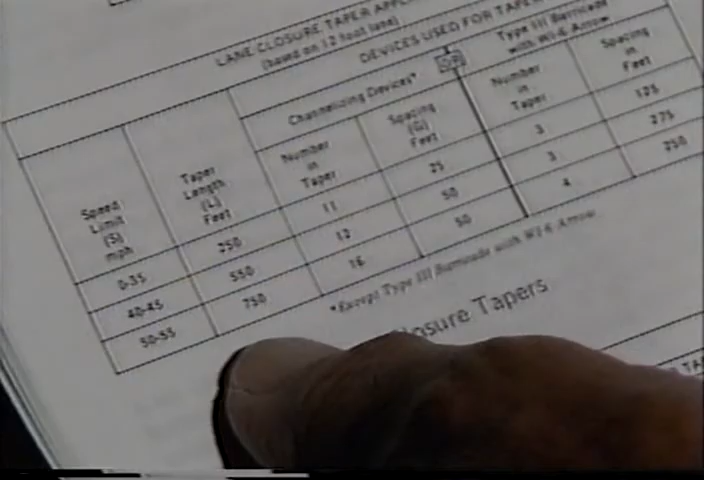 LANE CLOSURE TAPER APPL
(based on 12 foot lane)
DEVICES USED FOR TAPER
Speed
Limit
(S)
mph
Taper
Length
(L)
Feet
Channelizing Devices*
OR
Type III Barricade
with W1-6 Arrow
Number
in
Taper
Spacing
(G)
Feet
Number
in
Taper
Spacing
in
Feet
0-35 250 11 25 3 125
40-45 550 12 50 3 275
50-55 750 16 50 4 250
*Except Type III Barricade with W1-6 Arrow
Closure Tapers